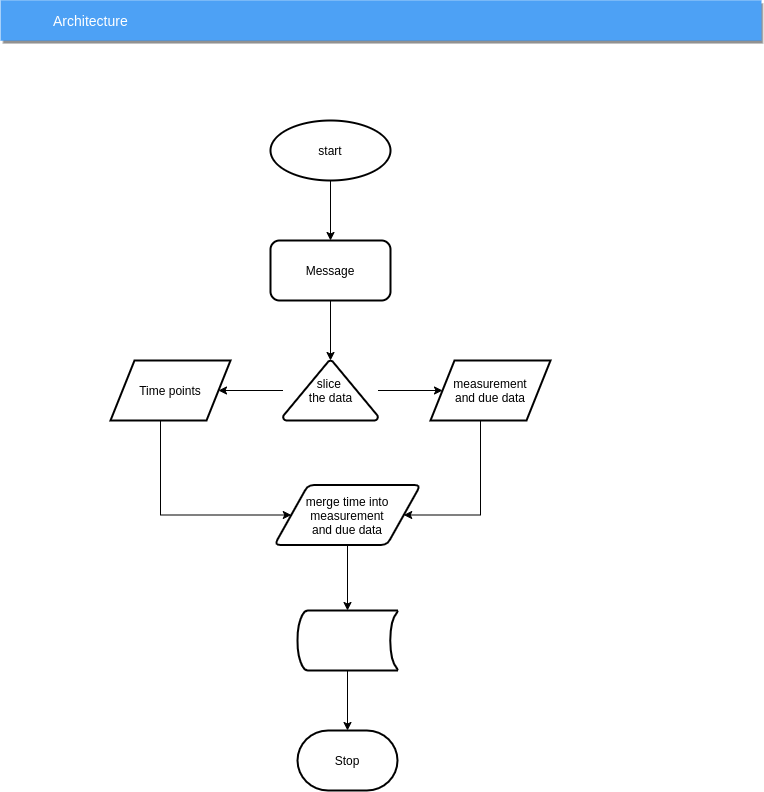 Architecture
start
Message
Time points
slice
the data
measurement
and due data
merge time into
measurement
and due data
Stop